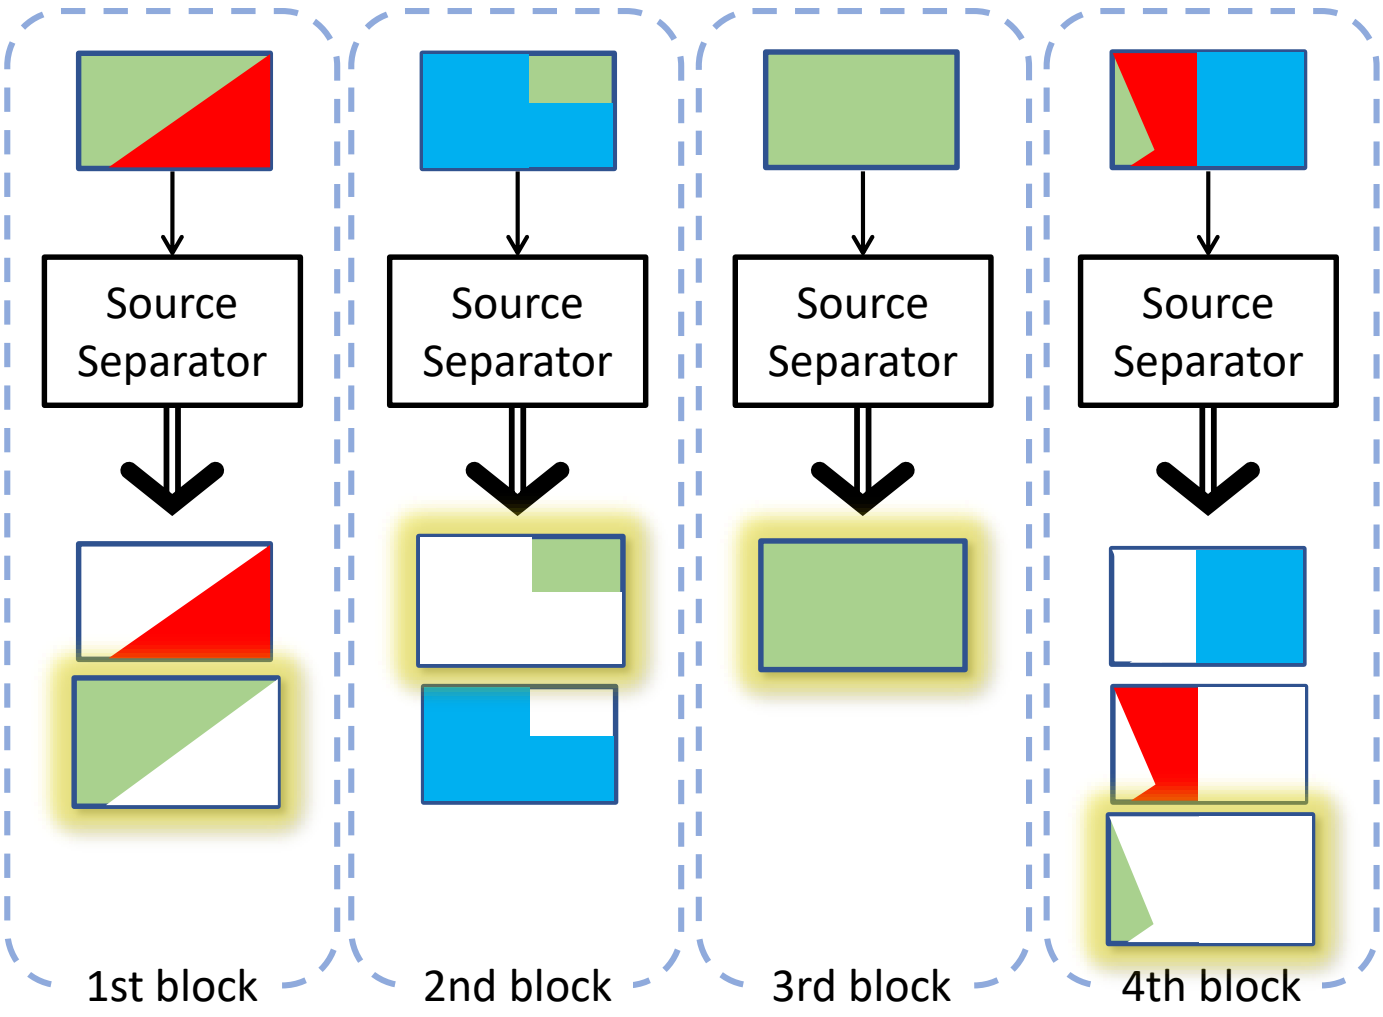 Source
Separator
Source
Separator
Source
Separator
Source
Separator
1st block
2nd block
3rd block
4th block